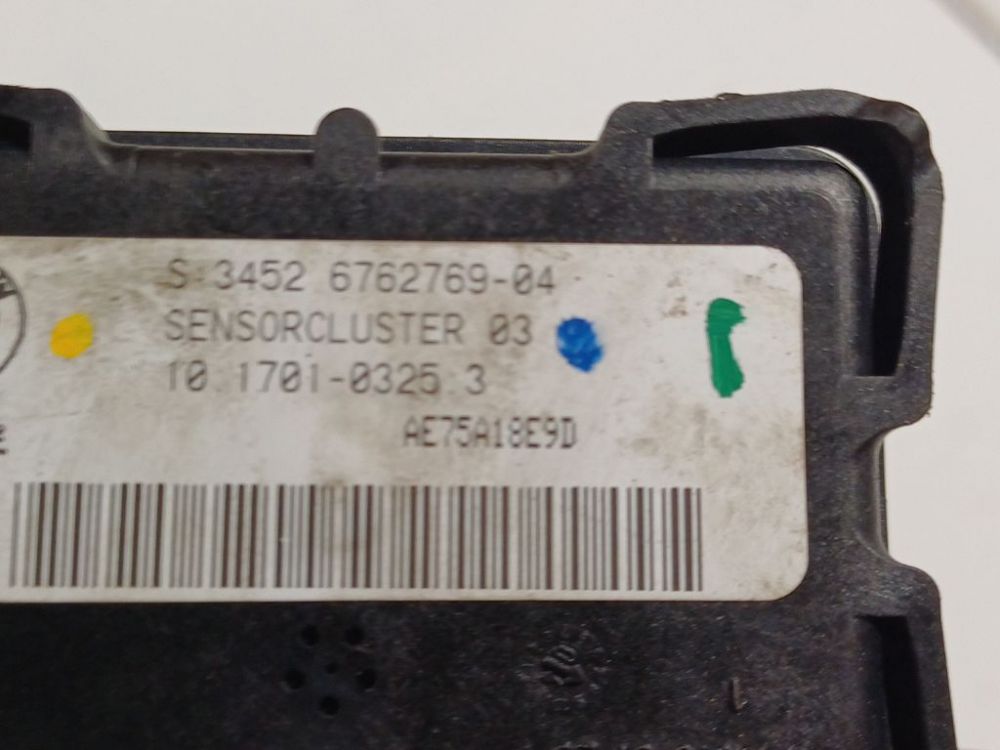 S 3452 6762769-04
SENSORCLUSTER 03
10.1701-0325.3
AE75A18E9D